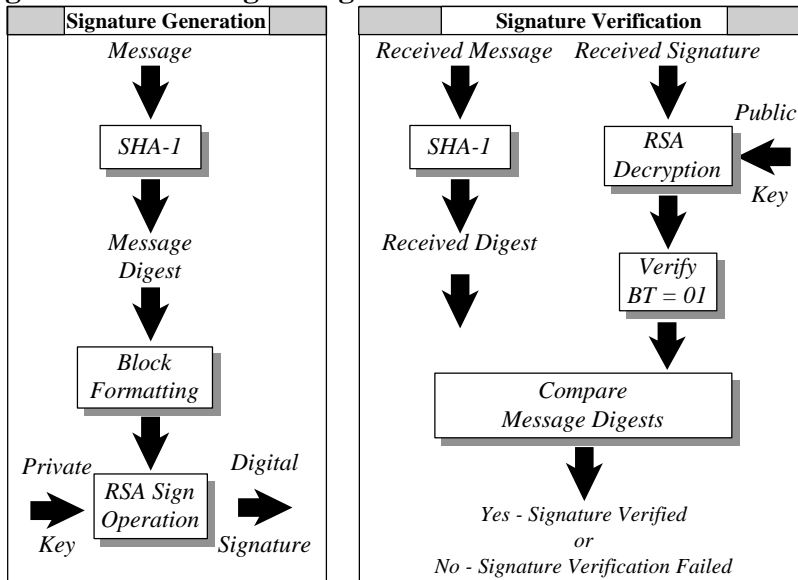 Signature Generation
Message
SHA-1
Message
Digest
Block
Formatting
Private
Key
RSA Sign
Operation
Digital
Signature
Signature Verification
Received Message
Received Signature
SHA-1
RSA
Decryption
Public
Key
Received Digest
Verify
BT = 01
Compare
Message Digests
Yes - Signature Verified
or
No - Signature Verification Failed